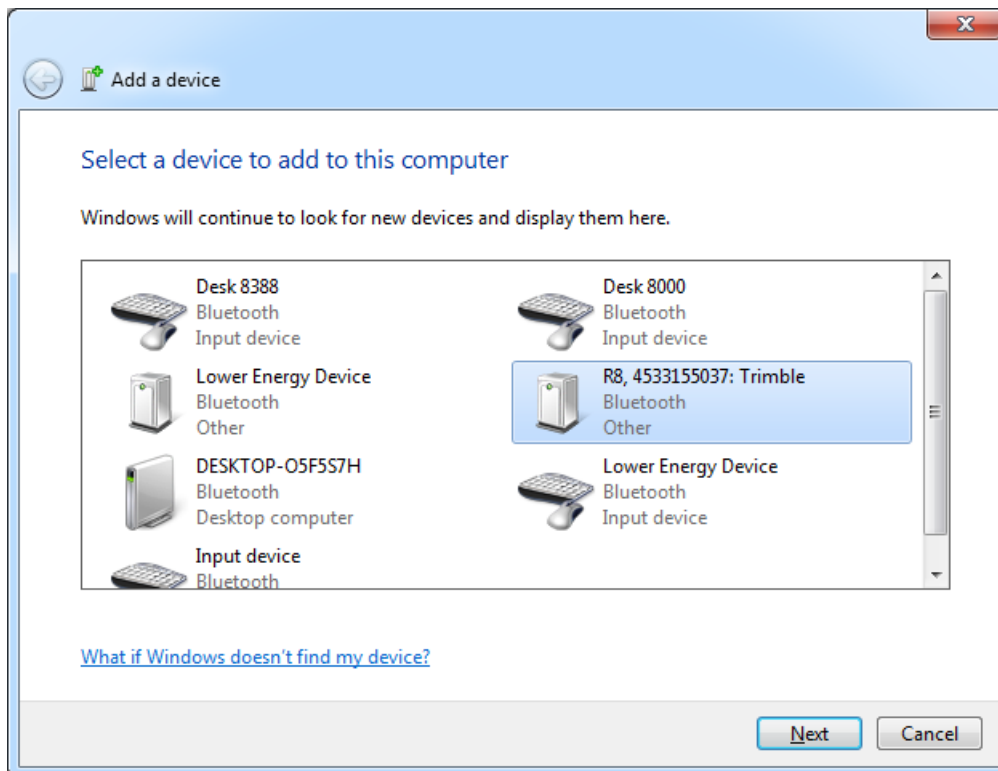 Add a device
Select a device to add to this computer
Windows will continue to look for new devices and display them here.
Desk 8388
Bluetooth
Input device
Desk 8000
Bluetooth
Input device
Lower Energy Device
Bluetooth
Other
R8, 4533155037: Trimble
Bluetooth
Other
DESKTOP-O5F5S7H
Bluetooth
Desktop computer
Lower Energy Device
Bluetooth
Input device
Input device
Bluetooth
What if Windows doesn't find my device?
Next
Cancel